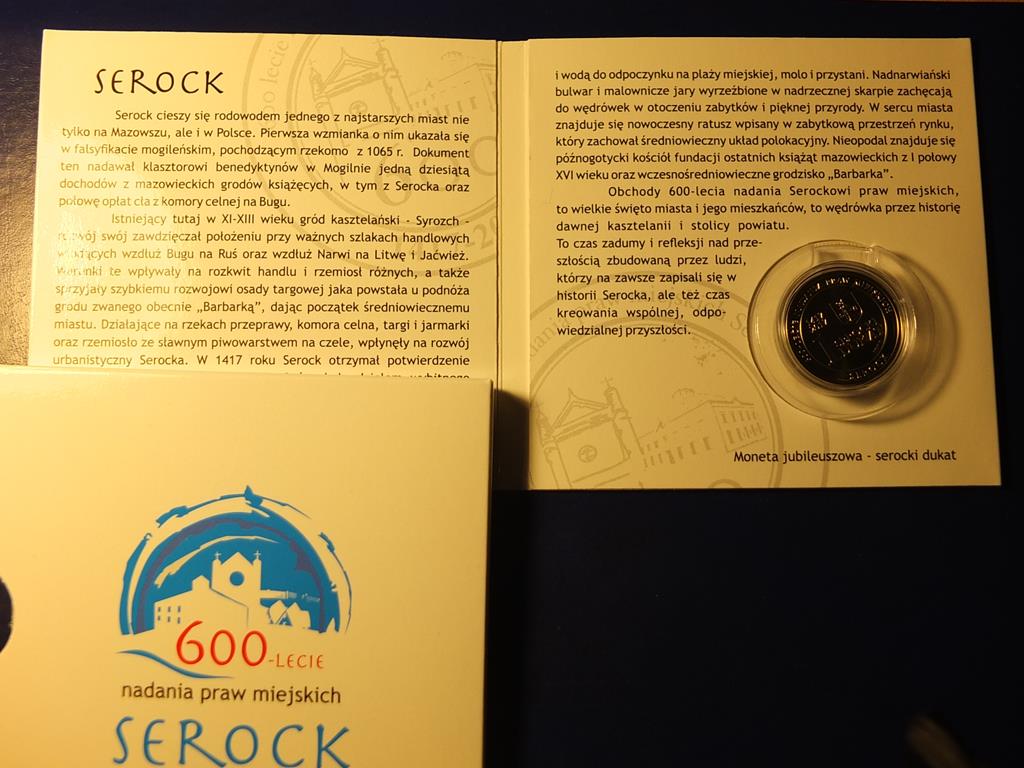 SEROCK
Serock cieszy się rodowodem jednego z najstarszych miast nie
tylko na Mazowszu, ale i w Polsce. Pierwsza wzmianka o nim ukazała się
w falsyfikacie mogileńskim, pochodzącym rzekomo z 1065 r. Dokument
ten nadawał klasztorowi benedyktynów w Mogilnie jedną dziesiątą
dochodów z mazowieckich grodów książęcych, w tym z Serocka oraz
połowę opłat cła z komory celnej na Bugu.
Istniejący tutaj w XI-XIII wieku gród kasztelański - Syrozch -
rozwój swój zawdzięczał położeniu przy ważnych szlakach handlowych
wiodących wzdłuż Bugu na Ruś oraz wzdłuż Narwi na Litwę i Jaćwież.
Warunki te wpływały na rozkwit handlu i rzemiosł różnych, a także
sprzyjały szybkiemu rozwojowi osady targowej jaka powstała u podnóża
grodu zwanego obecnie „Barbarką”, dając początek średniowiecznemu
miastu. Działające na rzekach przeprawy, komora celna, targi i jarmarki
oraz rzemiosło ze sławnym piwowarstwem na czele, wpłynęły na rozwój
urbanistyczny Serocka. W 1417 roku Serock otrzymał potwierdzenie
i wodą do odpoczynku na plaży miejskiej, molo i przystani. Nadnarwiański
bulwar i malownicze jary wyrzeźbione w nadrzecznej skarpie zachęcają
do wędrówek w otoczeniu zabytków i pięknej przyrody. W sercu miasta
znajduje się nowoczesny ratusz wpisany w zabytkową przestrzeń rynku,
który zachował średniowieczny układ polokacyjny. Nieopodal znajduje się
późnogotycki kościół fundacji ostatnich książąt mazowieckich z I połowy
XVI wieku oraz wczesnośredniowieczne grodzisko „Barbarka”.
Obchody 600-lecia nadania Serockowi praw miejskich,
to wielkie święto miasta i jego mieszkańców, to wędrówka przez historię
dawnej kasztelanii i stolicy powiatu.
To czas zadumy i refleksji nad prze-
szłością zbudowaną przez ludzi,
którzy na zawsze zapisali się w
historii Serocka, ale też czas
kreowania wspólnej, odpo-
wiedzialnej przyszłości.
Moneta jubileuszowa - serocki dukat
600-LECIE
nadania praw miejskich
SEROCK